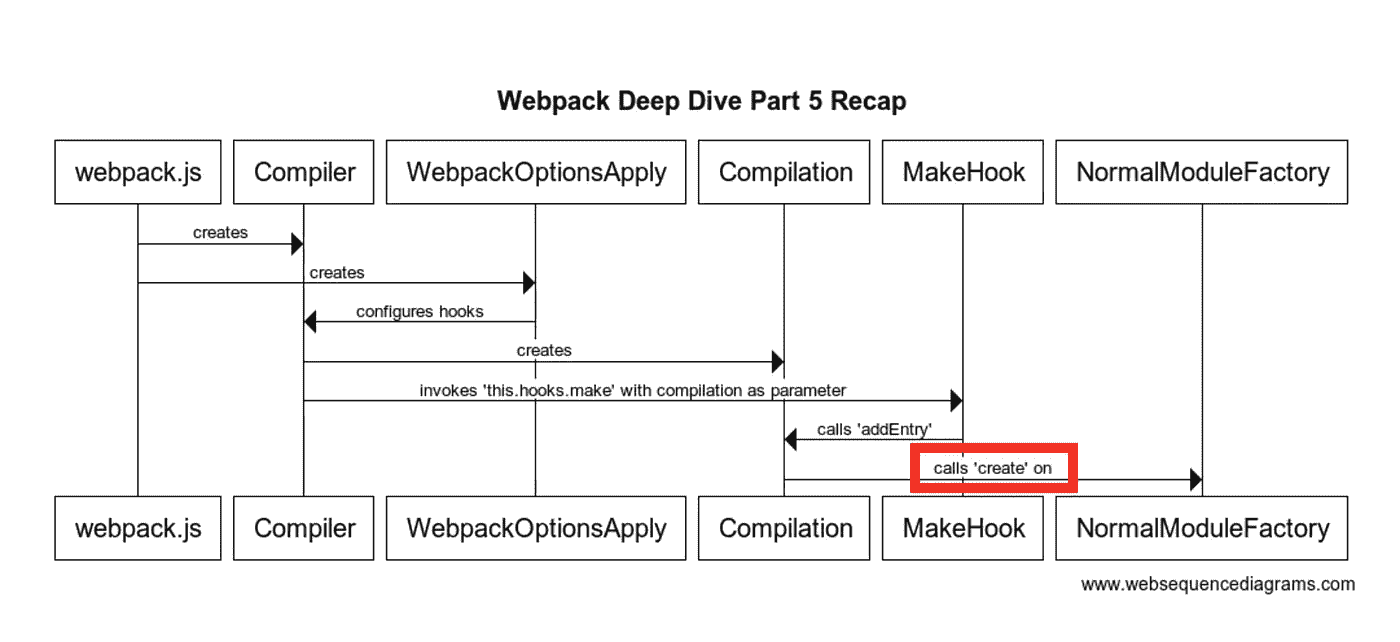 Webpack Deep Dive Part 5 Recap
webpack.js
Compiler
WebpackOptionsApply
Compilation
MakeHook
NormalModuleFactory
creates
creates
configures hooks
creates
invokes 'this.hooks.make' with compilation as parameter
calls 'addEntry'
calls 'create' on
webpack.js
Compiler
WebpackOptionsApply
Compilation
MakeHook
NormalModuleFactory
www.websequencediagrams.com